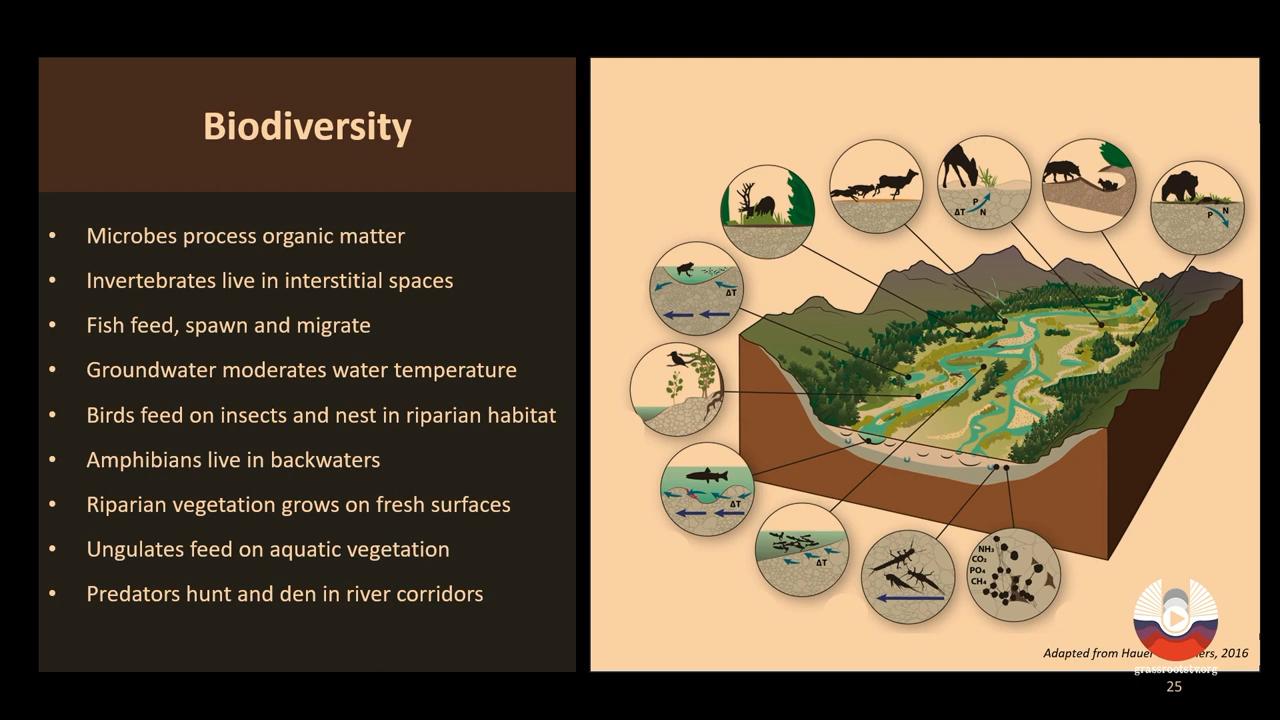 Biodiversity
• Microbes process organic matter
• Invertebrates live in interstitial spaces
• Fish feed, spawn and migrate
• Groundwater moderates water temperature
• Birds feed on insects and nest in riparian habitat
• Amphibians live in backwaters
• Riparian vegetation grows on fresh surfaces
• Ungulates feed on aquatic vegetation
• Predators hunt and den in river corridors
P
ΔT N
N
P
ΔT
ΔT
ΔT
NH₃
CO₂
PO₄
CH₄
Adapted from Hauer 2016
grassrootstv.org
25